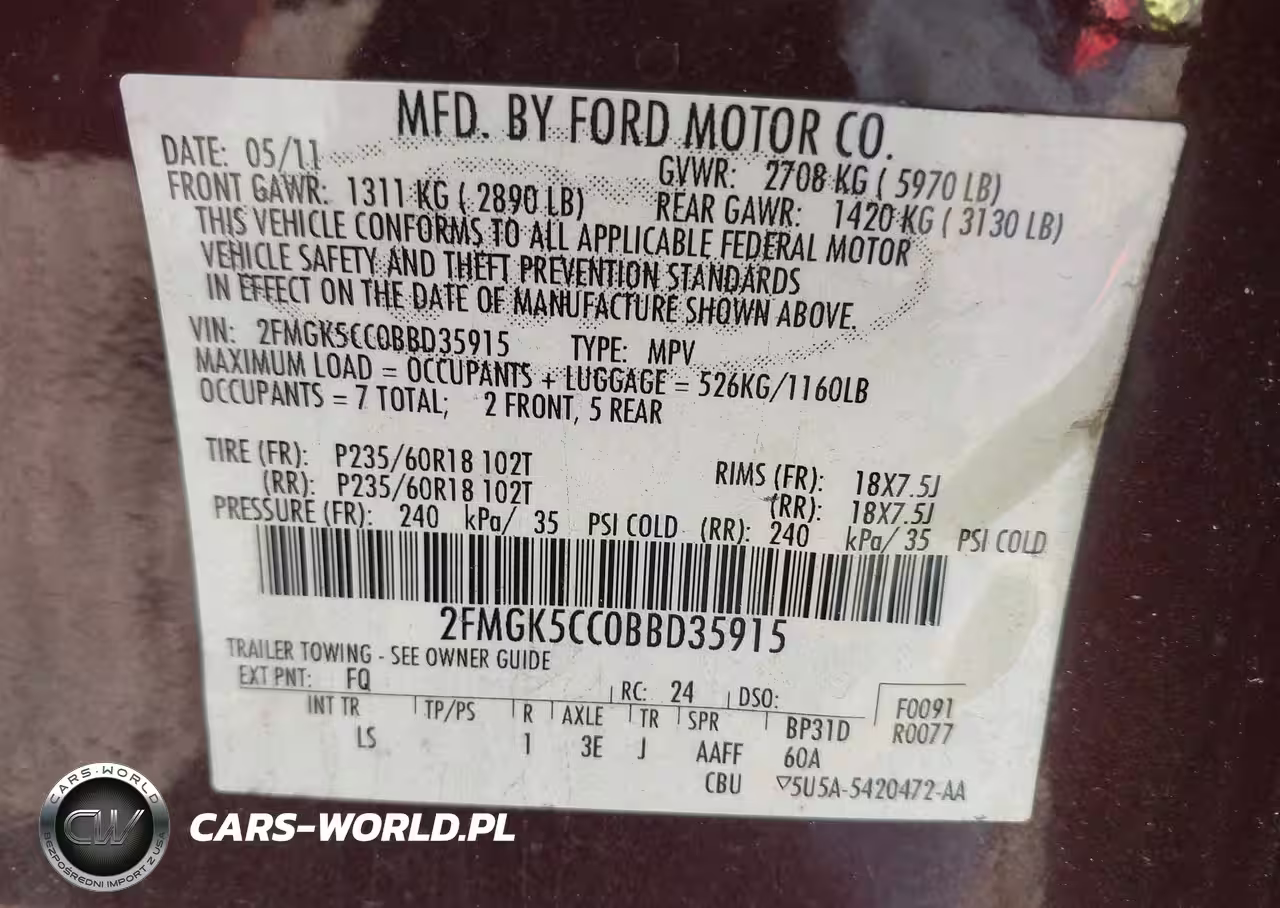 MFD. BY FORD MOTOR CO.
DATE: 05/11
GVWR: 2708 KG ( 5970 LB)
FRONT GAWR: 1311 KG ( 2890 LB)
REAR GAWR: 1420 KG ( 3130 LB)
THIS VEHICLE CONFORMS TO ALL APPLICABLE FEDERAL MOTOR
VEHICLE SAFETY AND THEFT PREVENTION STANDARDS
IN EFFECT ON THE DATE OF MANUFACTURE SHOWN ABOVE.
VIN: 2FMGK5CC0BBD35915 TYPE: MPV
MAXIMUM LOAD = OCCUPANTS + LUGGAGE = 526KG/1160LB
OCCUPANTS = 7 TOTAL; 2 FRONT, 5 REAR
TIRE (FR): P235/60R18 102T RIMS (FR): 18X7.5J
(RR): P235/60R18 102T (RR): 18X7.5J
PRESSURE (FR): 240 kPa/ 35 PSI COLD (RR): 240 kPa/ 35 PSI COLD
2FMGK5CC0BBD35915
TRAILER TOWING - SEE OWNER GUIDE
EXT PNT: FQ RC: 24 DSO: F0091
INT TR TP/PS R AXLE TR SPR BP31D R0077
LS 1 3E J AAFF 60A
CBU ▽5U5A-5420472-AA
CARS-WORLD
CW
BEZPOŚREDNI IMPORT Z USA
CARS-WORLD.PL